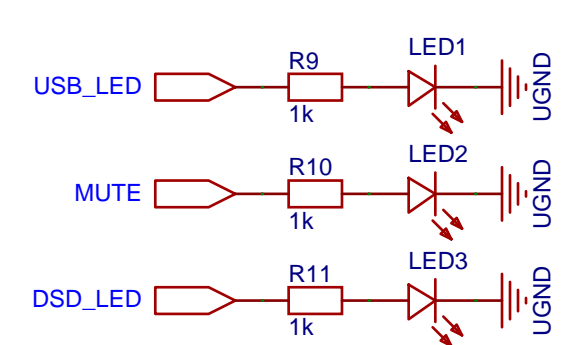 LED1
R9
USB_LED
1k
UGND
LED2
R10
MUTE
1k
UGND
LED3
R11
DSD_LED
1k
UGND